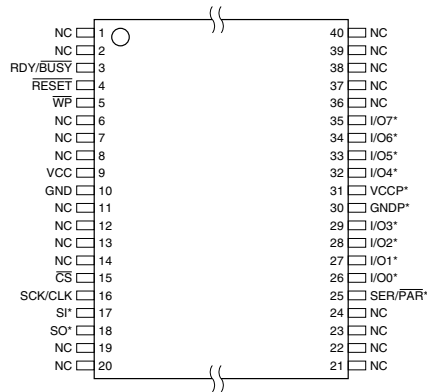 NC 1 40 NC
NC 2 39 NC
RDY/BUSY 3 38 NC
RESET 4 37 NC
WP 5 36 NC
NC 6 35 I/O7*
NC 7 34 I/O6*
NC 8 33 I/O5*
VCC 9 32 I/O4*
GND 10 31 VCCP*
NC 11 30 GNDP*
NC 12 29 I/O3*
NC 13 28 I/O2*
NC 14 27 I/O1*
CS 15 26 I/O0*
SCK/CLK 16 25 SER/PAR*
SI* 17 24 NC
SO* 18 23 NC
NC 19 22 NC
NC 20 21 NC